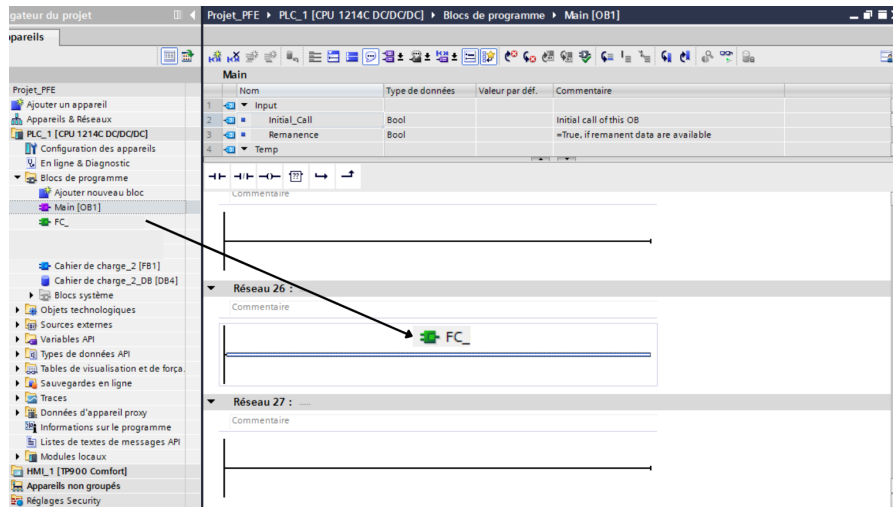 gateur du projet
ppareils
Projet_PFE
Ajouter un appareil
Appareils & Réseaux
PLC_1 [CPU 1214C DC/DC/DC]
Configuration des appareils
En ligne & Diagnostic
Blocs de programme
Ajouter nouveau bloc
Main [OB1]
FC_
Cahier de charge_2 [FB1]
Cahier de charge_2_DB [DB4]
Blocs système
Objets technologiques
Sources externes
Variables API
Types de données API
Tables de visualisation et de força.
Sauvegardes en ligne
Traces
Données d'appareil proxy
Informations sur le programme
Listes de textes de messages API
Modules locaux
HMI_1 [TP900 Comfort]
Appareils non groupés
Réglages Security
Projet_PFE ▸ PLC_1 [CPU 1214C DC/DC/DC] ▸ Blocs de programme ▸ Main [OB1]
Main
Nom Type de données Valeur par déf. Commentaire
1 Input
2 Initial_Call Bool Initial call of this OB
3 Remanence Bool =True, if remanent data are available
4 Temp
??
Commentaire
Réseau 26 :
Commentaire
FC_
Réseau 27 : ....
Commentaire